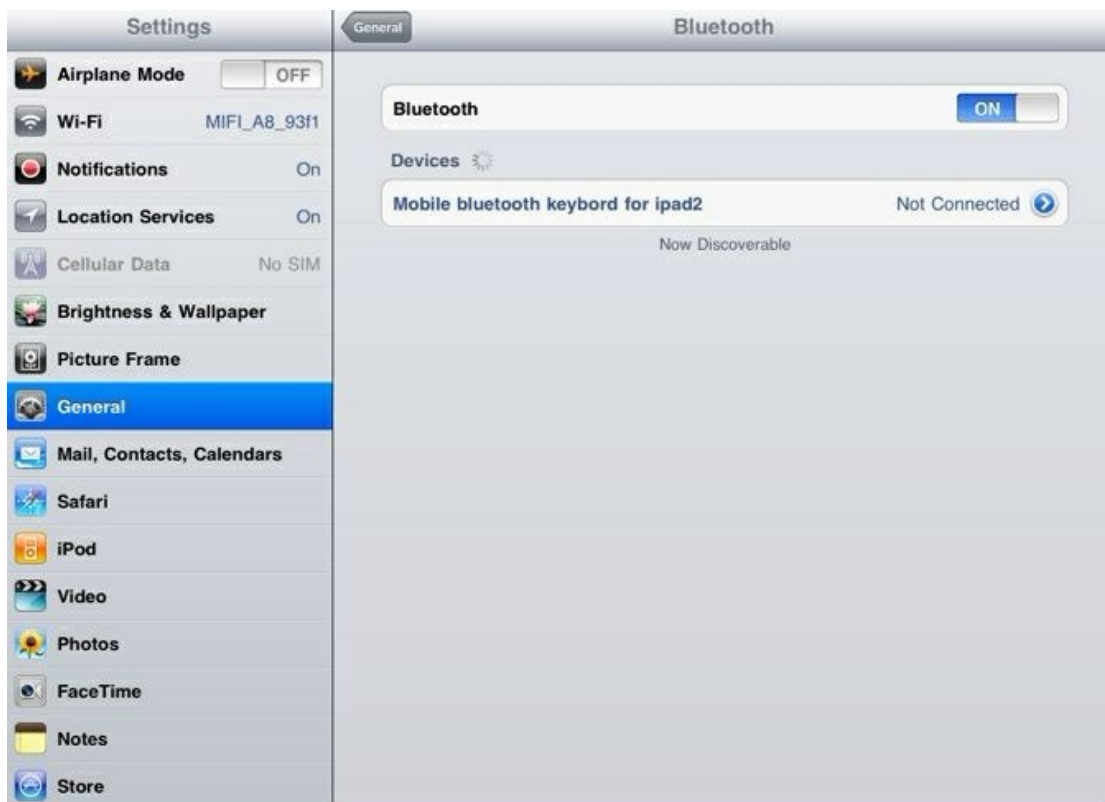 Settings
Airplane Mode OFF
Wi-Fi MIFI_A8_93f1
Notifications On
Location Services On
Cellular Data No SIM
Brightness & Wallpaper
Picture Frame
General
Mail, Contacts, Calendars
Safari
iPod
Video
Photos
FaceTime
Notes
Store
General Bluetooth
Bluetooth ON
Devices
Mobile bluetooth keybord for ipad2 Not Connected
Now Discoverable